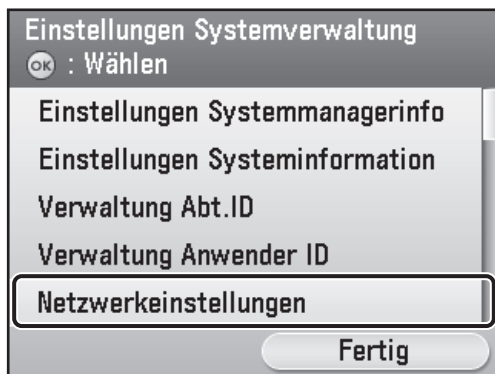 Einstellungen Systemverwaltung
OK : Wählen
Einstellungen Systemmanagerinfo
Einstellungen Systeminformation
Verwaltung Abt.ID
Verwaltung Anwender ID
Netzwerkeinstellungen
Fertig